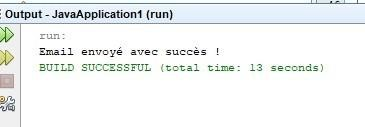 Output - JavaApplication1 (run)
run:
Email envoyé avec succès !
BUILD SUCCESSFUL (total time: 13 seconds)